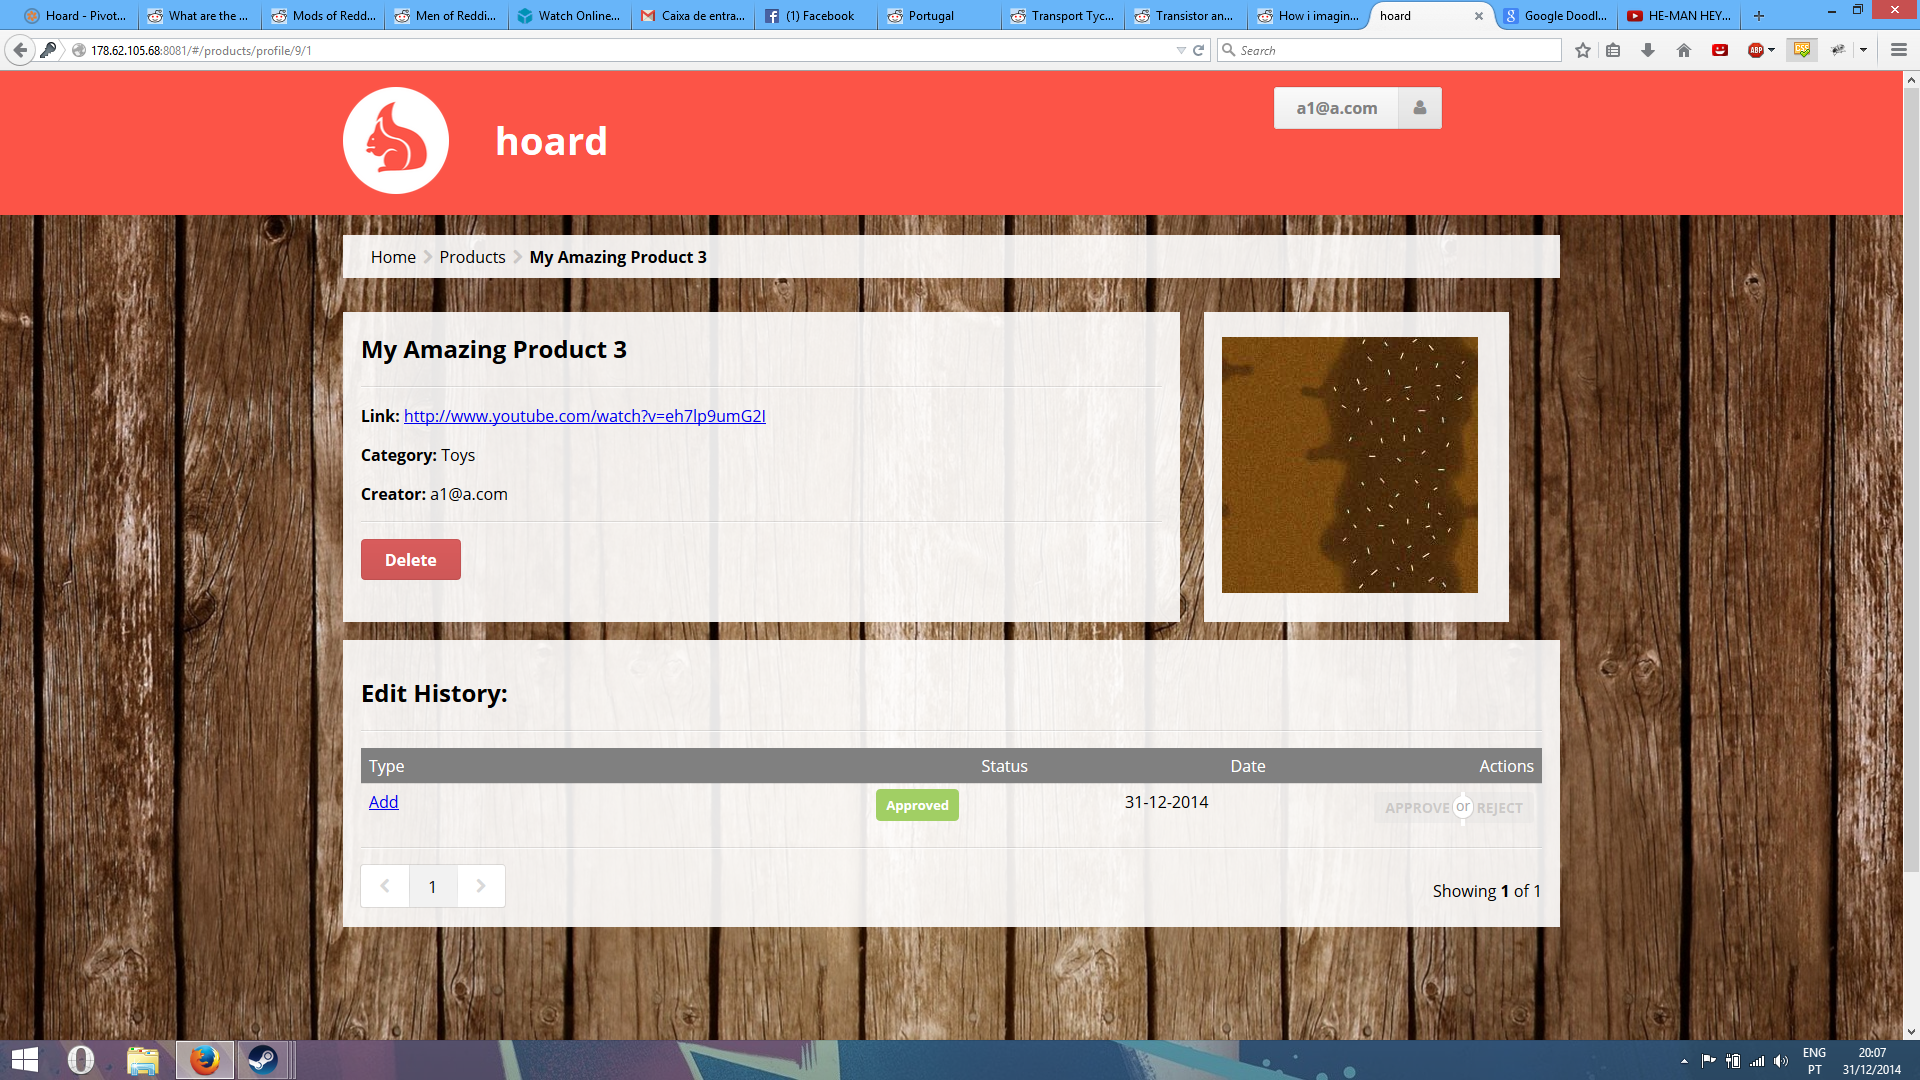 Hoard - Pivot...
What are the ...
Mods of Redd...
Men of Reddi...
Watch Online...
Caixa de entra...
(1) Facebook
Portugal
Transport Tyc...
Transistor an...
How i imagin...
hoard
Google Doodl...
HE-MAN HEY...
178.62.105.68:8081/#/products/profile/9/1
Search
ABP
hoard
a1@a.com
Home Products My Amazing Product 3
My Amazing Product 3
Link: http://www.youtube.com/watch?v=eh7lp9umG2I
Category: Toys
Creator: a1@a.com
Delete
Edit History:
Type Status Date Actions
Add Approved 31-12-2014 APPROVE or REJECT
1
Showing 1 of 1
ENG 20:07
PT 31/12/2014